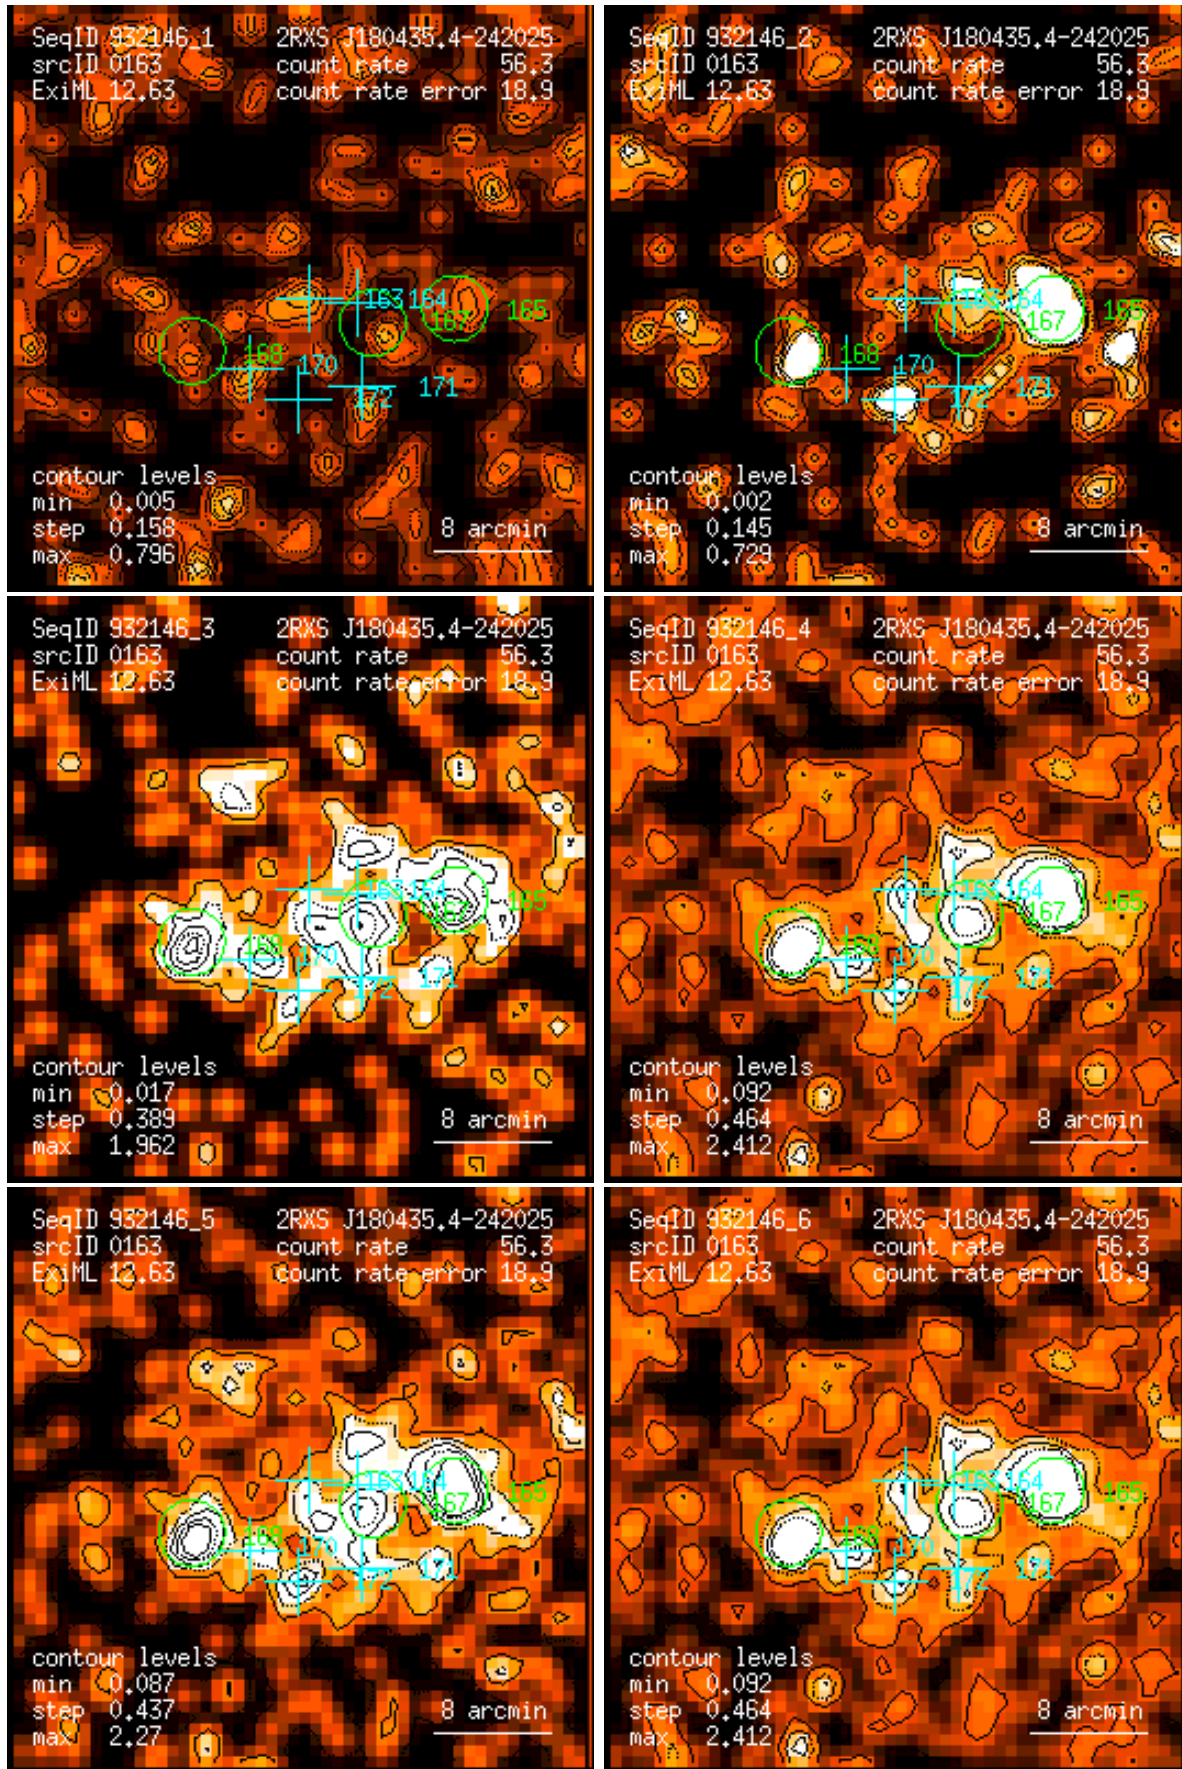 SeqID 932146_1 2RXS J180435.4-242025
srcID 0163 count rate 56.3
ExiML 12.63 count rate error 18.9
163 164
165
167
168
170
171
172
contour levels
min 0.005
step 0.158 8 arcmin
max 0.796
SeqID 932146_2 2RXS J180435.4-242025
srcID 0163 count rate 56.3
ExiML 12.63 count rate error 18.9
163 164
165
167
168
170
171
172
contour levels
min 0.002
step 0.145 8 arcmin
max 0.729
SeqID 932146_3 2RXS J180435.4-242025
srcID 0163 count rate 56.3
ExiML 12.63 count rate error 18.9
163 164
165
167
168
170
171
172
contour levels
min 0.017
step 0.389 8 arcmin
max 1.962
SeqID 932146_4 2RXS J180435.4-242025
srcID 0163 count rate 56.3
ExiML 12.63 count rate error 18.9
163 164
165
167
168
170
171
172
contour levels
min 0.092
step 0.464 8 arcmin
max 2.412
SeqID 932146_5 2RXS J180435.4-242025
srcID 0163 count rate 56.3
ExiML 12.63 count rate error 18.9
163 164
165
167
168
170
171
172
contour levels
min 0.087
step 0.437 8 arcmin
max 2.27
SeqID 932146_6 2RXS J180435.4-242025
srcID 0163 count rate 56.3
ExiML 12.63 count rate error 18.9
163 164
165
167
168
170
171
172
contour levels
min 0.092
step 0.464 8 arcmin
max 2.412